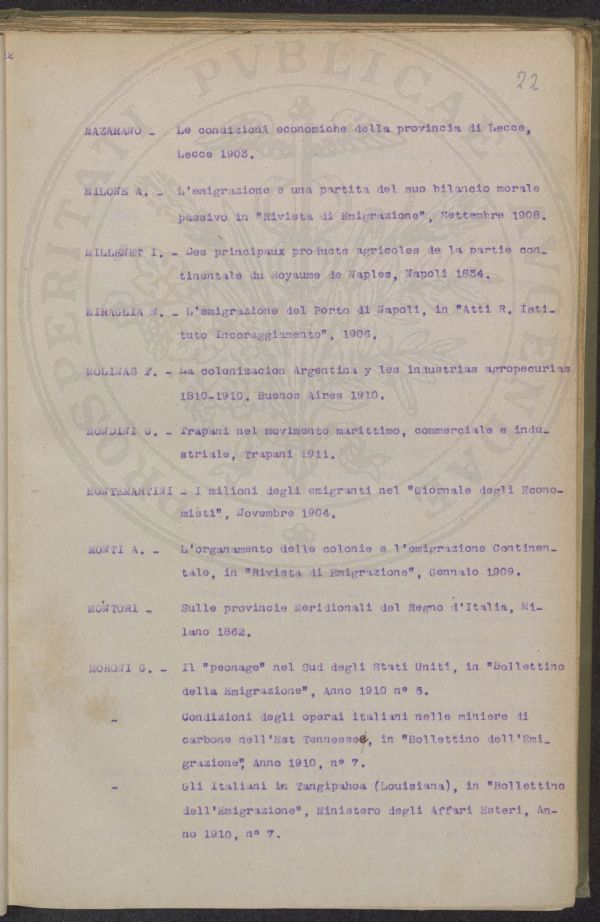 22
MAZARANO - Le condizioni economiche della provincia di Lecce,
Lecce 1903.
MILONE A. - L'emigrazione e una partita del suo bilancio morale
passivo in "Rivista di Emigrazione", Settembre 1908.
MILLENET I. - Des principaux products agricoles de la partie con_
tinentale du Royaume de Naples, Napoli 1834.
MIRAGLIA N. - L'emigrazione del Porto di Napoli, in "Atti R. Isti-
tuto Incoraggiamento", 1906.
MOLINAS F. - La colonizacion Argentina y les industrias agropecurias
1810-1910. Buenos Aires 1910.
MONDINI G. - Trapani nel movimento marittimo, commerciale e indu_
striale, Trapani 1911.
MONTEMARTINI - I milioni degli emigranti nel "Giornale degli Econo-
misti", Novembre 1904.
MONTI A. - L'organamento delle colonie e l'emigrazione Continen-
tale, in "Rivista di Emigrazione", Gennaio 1909.
MONTORI - Sulle provincie Meridionali del Regno d'Italia, Mi-
lano 1862.
MORONI G. - Il "peonage" nel Sud degli Stati Uniti, in "Bollettino
della Emigrazione", Anno 1910 n° 5.
- Condizioni degli operai italiani nelle miniere di
carbone nell'Est Tennessee, in "Bollettino dell'Emi_
grazione", Anno 1910, n° 7.
- Gli Italiani in Tangipahoa (Louisiana), in "Bollettino
dell'Emigrazione", Ministero degli Affari Esteri, An-
no 1910, n° 7.